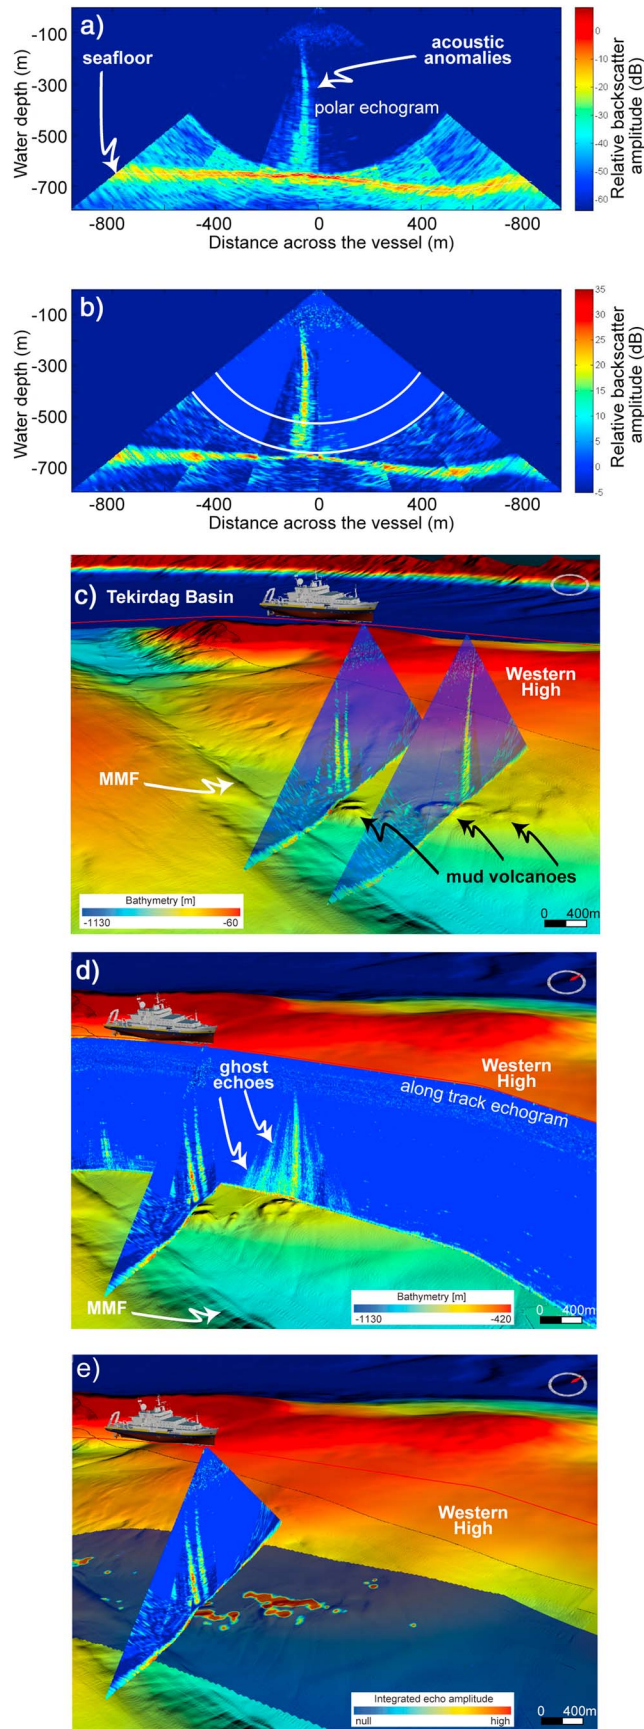 a)
seafloor
acoustic
anomalies
polar echogram
Water depth (m)
-100
-300
-500
-700
-800
-400
0
400
-800
Distance across the vessel (m)
0
-10
-20
-30
-40
-50
-60
Relative backscatter
amplitude (dB)
b)
Water depth (m)
-100
-300
-500
-700
-800
-400
0
400
-800
Distance across the vessel (m)
35
30
25
20
15
10
5
0
-5
Relative backscatter
amplitude (dB)
c)
Tekirdag Basin
Western
High
MMF
mud volcanoes
Bathymetry [m]
-1130
-60
0 400m
d)
ghost
echoes
Western
High
along track echogram
MMF
Bathymetry [m]
-1130
-420
0 400m
e)
Western
High
Integrated echo amplitude
null
high
0 400m